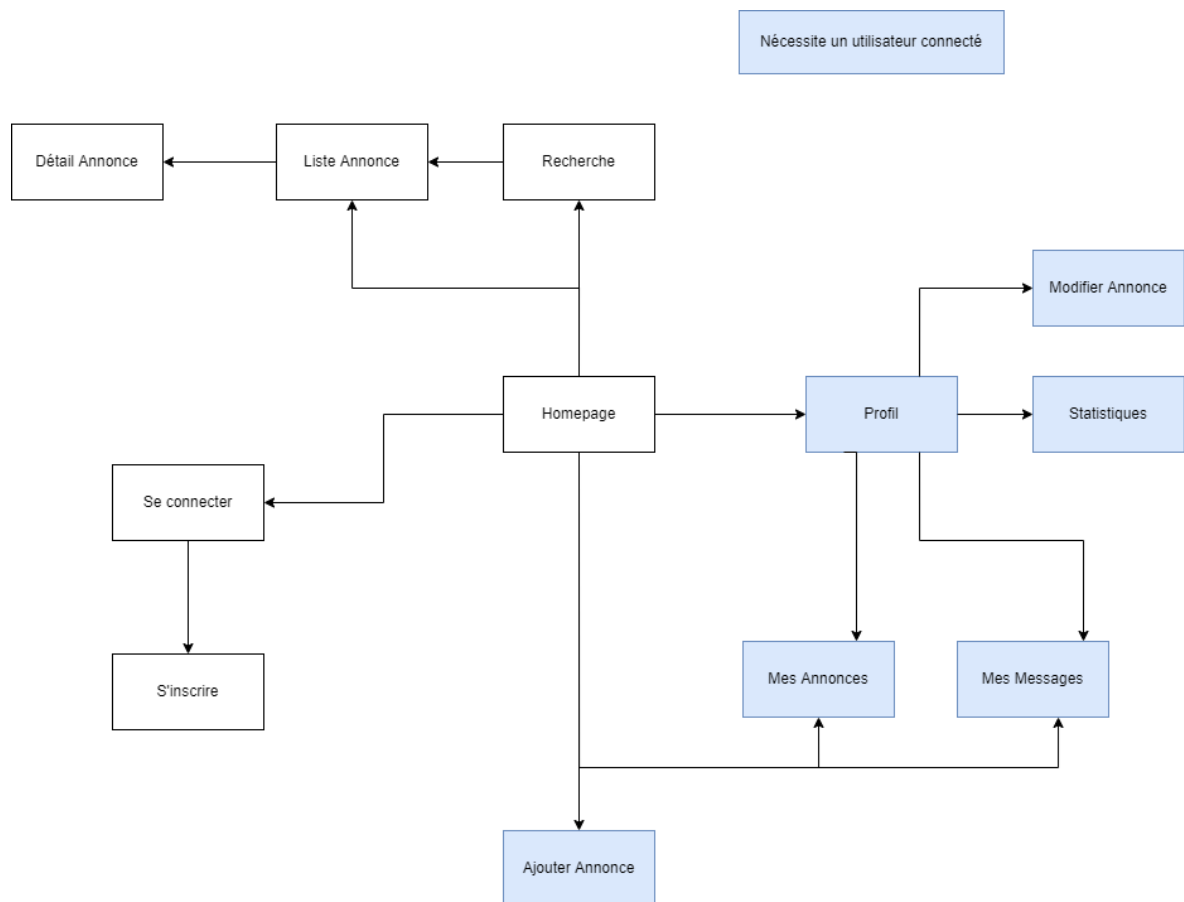 Nécessite un utilisateur connecté
Détail Annonce
Liste Annonce
Recherche
Modifier Annonce
Homepage
Profil
Statistiques
Se connecter
S'inscrire
Mes Annonces
Mes Messages
Ajouter Annonce